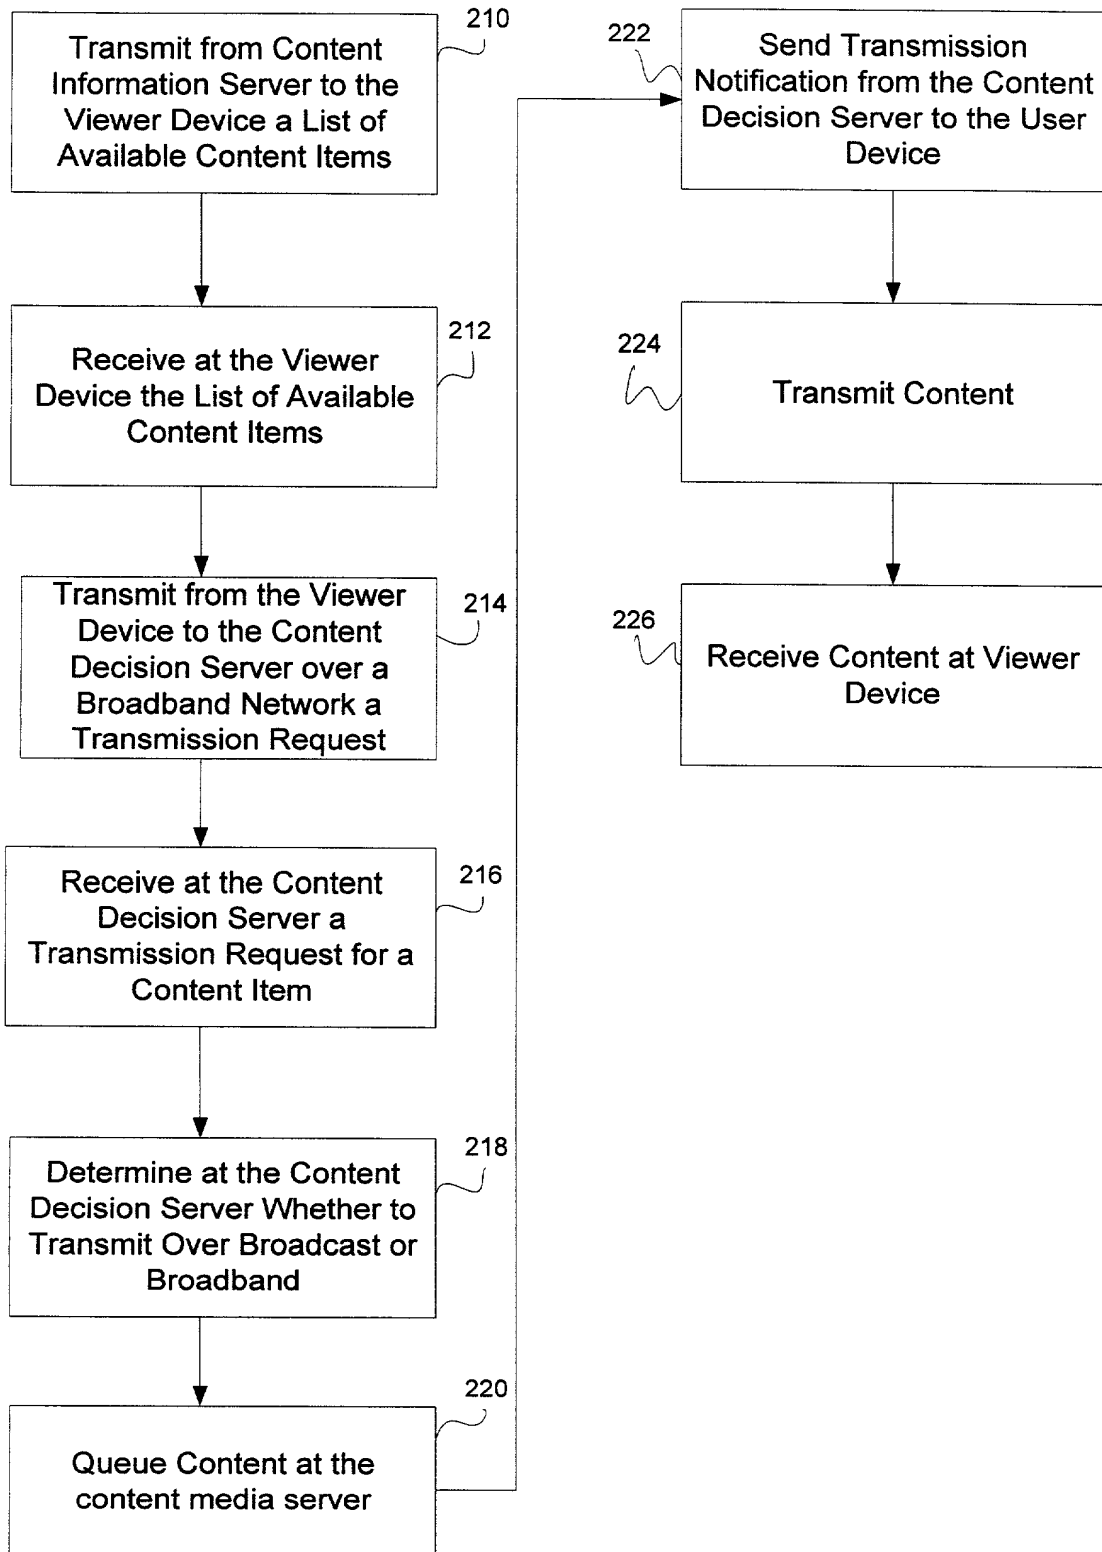 210
Transmit from Content
Information Server to the
Viewer Device a List of
Available Content Items
212
Receive at the Viewer
Device the List of Available
Content Items
214
Transmit from the Viewer
Device to the Content
Decision Server over a
Broadband Network a
Transmission Request
216
Receive at the Content
Decision Server a
Transmission Request for a
Content Item
218
Determine at the Content
Decision Server Whether to
Transmit Over Broadcast or
Broadband
220
Queue Content at the
content media server
222
Send Transmission
Notification from the Content
Decision Server to the User
Device
224
Transmit Content
226
Receive Content at Viewer
Device